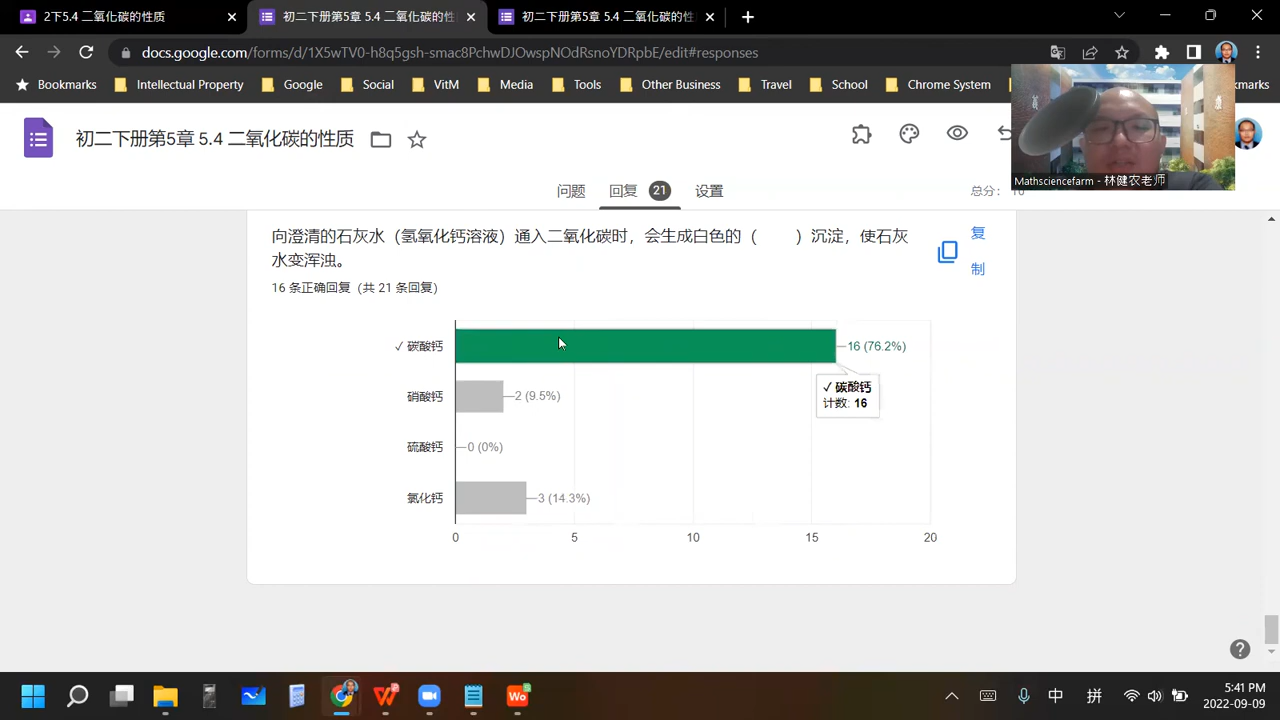 2下5.4 二氧化碳的性质
初二下册第5章 5.4 二氧化碳的性
初二下册第5章 5.4 二氧化碳的性
docs.google.com/forms/d/1X5wTV0-h8q5gsh-smac8PchwDJOwspNOdRsnoYDRpbE/edit#responses
Bookmarks
Intellectual Property
Google
Social
Vitvi
Media
Tools
Other Business
Travel
School
Chrome System
初二下册第5章 5.4 二氧化碳的性质
Mathsciencefarm - 林健农老师
问题
回复 21
设置
总分:
向澄清的石灰水（氢氧化钙溶液）通入二氧化碳时，会生成白色的（ ）沉淀，使石灰
水变浑浊。
复
制
16 条正确回复（共 21 条回复）
✓ 碳酸钙
16 (76.2%)
✓ 碳酸钙
计数: 16
硝酸钙
2 (9.5%)
硫酸钙
0 (0%)
氯化钙
3 (14.3%)
0 5 10 15 20
中
拼
5:41 PM
2022-09-09